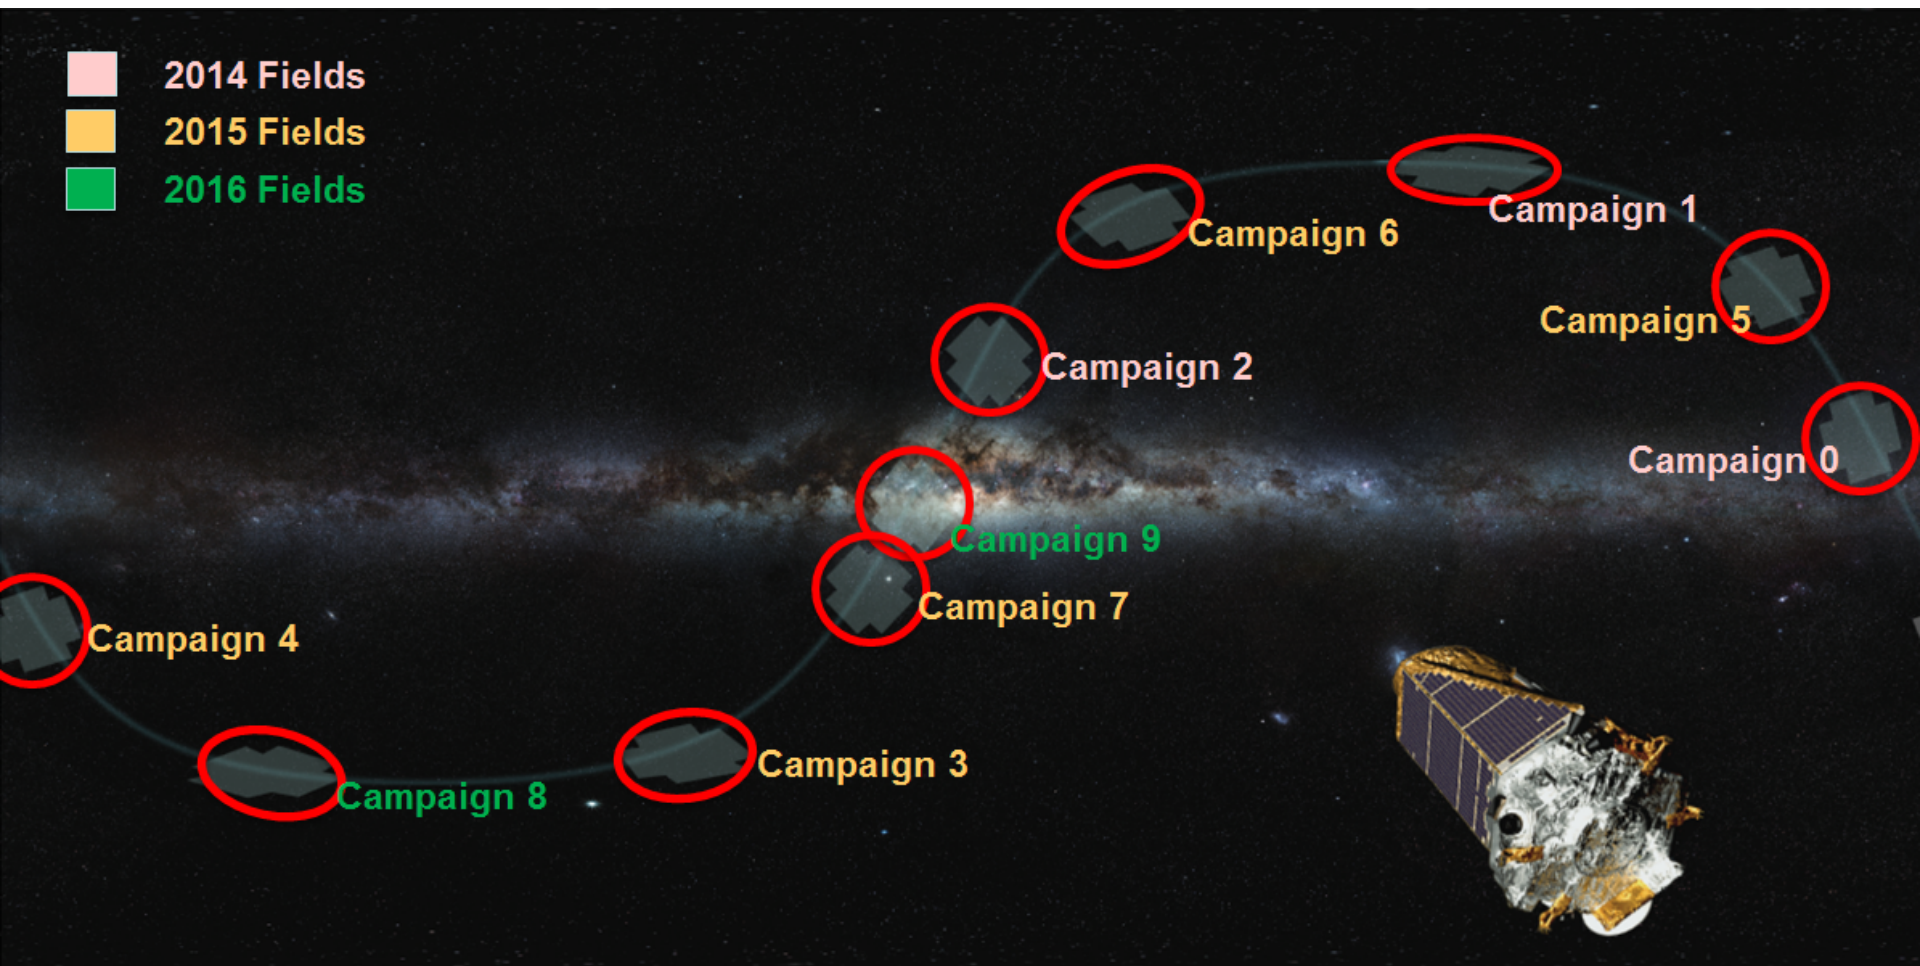 2014 Fields
2015 Fields
2016 Fields
Campaign 1
Campaign 6
Campaign 5
Campaign 2
Campaign 0
Campaign 9
Campaign 7
Campaign 4
Campaign 3
Campaign 8